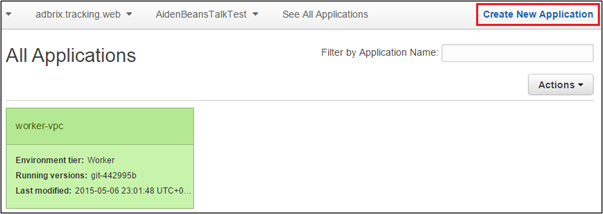 adbrix.tracking.web AidenBeansTalkTest See All Applications Create New Application
All Applications
Filter by Application Name:
Actions
worker-vpc
Environment tier: Worker
Running versions: git-442995b
Last modified: 2015-05-06 23:01:48 UTC+0...